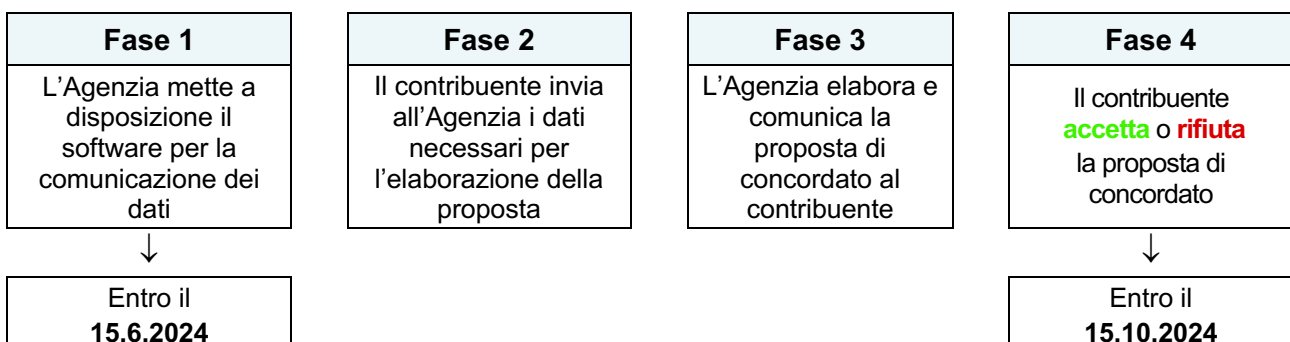 Fase 1
L'Agenzia mette a
disposizione il
software per la
comunicazione dei
dati
↓
Entro il
15.6.2024
Fase 2
Il contribuente invia
all'Agenzia i dati
necessari per
l'elaborazione della
proposta
Fase 3
L'Agenzia elabora e
comunica la
proposta di
concordato al
contribuente
Fase 4
Il contribuente
accetta o rifiuta
la proposta di
concordato
↓
Entro il
15.10.2024